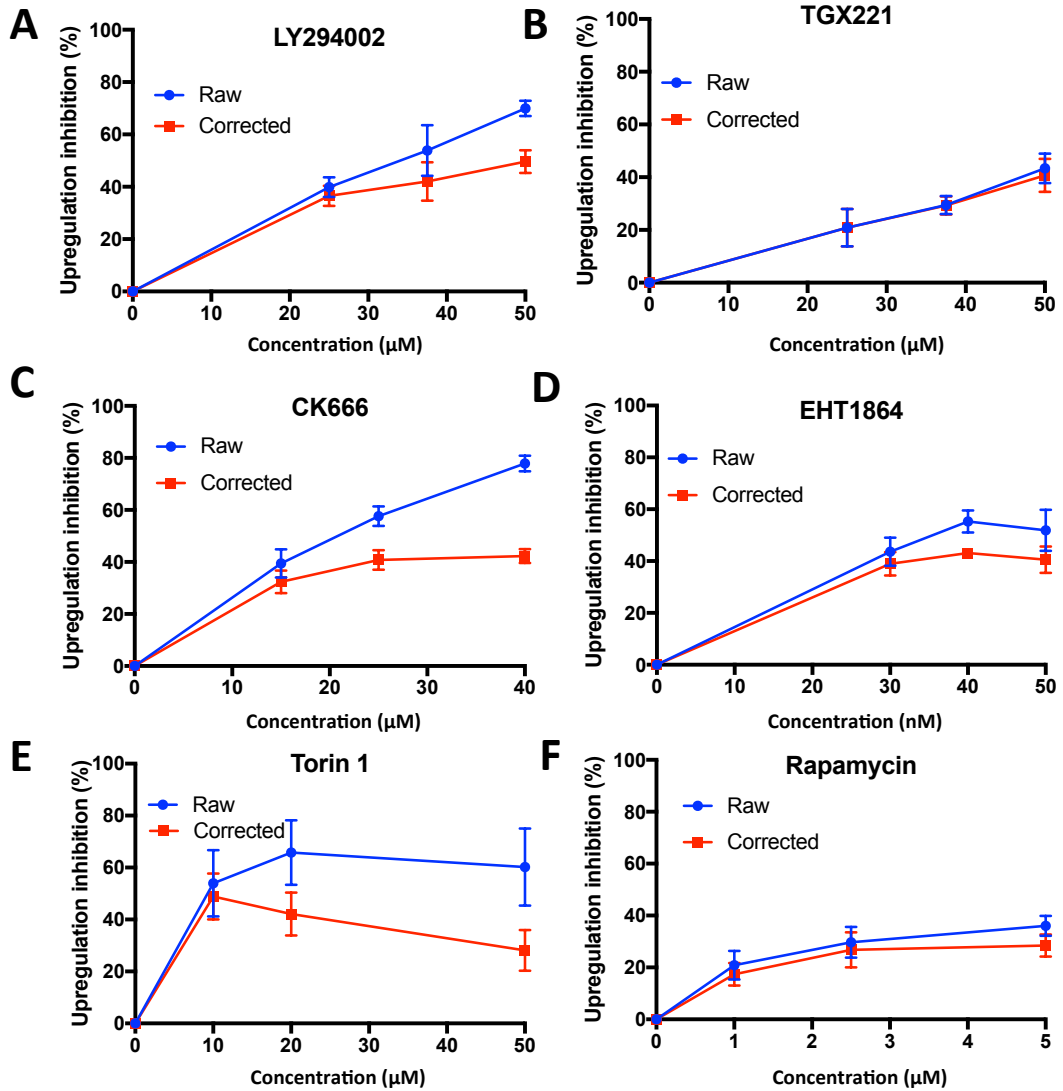 A
LY294002
Upregulation inhibition (%)
100
80
60
40
20
0
Raw
Corrected
0 10 20 30 40 50
Concentration (µM)
B
TGX221
Upregulation inhibition (%)
100
80
60
40
20
0
Raw
Corrected
0 10 20 30 40 50
Concentration (µM)
C
CK666
Upregulation inhibition (%)
100
80
60
40
20
0
Raw
Corrected
0 10 20 30 40
Concentration (µM)
D
EHT1864
Upregulation inhibition (%)
100
80
60
40
20
0
Raw
Corrected
0 10 20 30 40 50
Concentration (nM)
E
Torin 1
Upregulation inhibition (%)
100
80
60
40
20
0
Raw
Corrected
0 10 20 30 40 50
Concentration (µM)
F
Rapamycin
Upregulation inhibition (%)
100
80
60
40
20
0
Raw
Corrected
0 1 2 3 4 5
Concentration (µM)